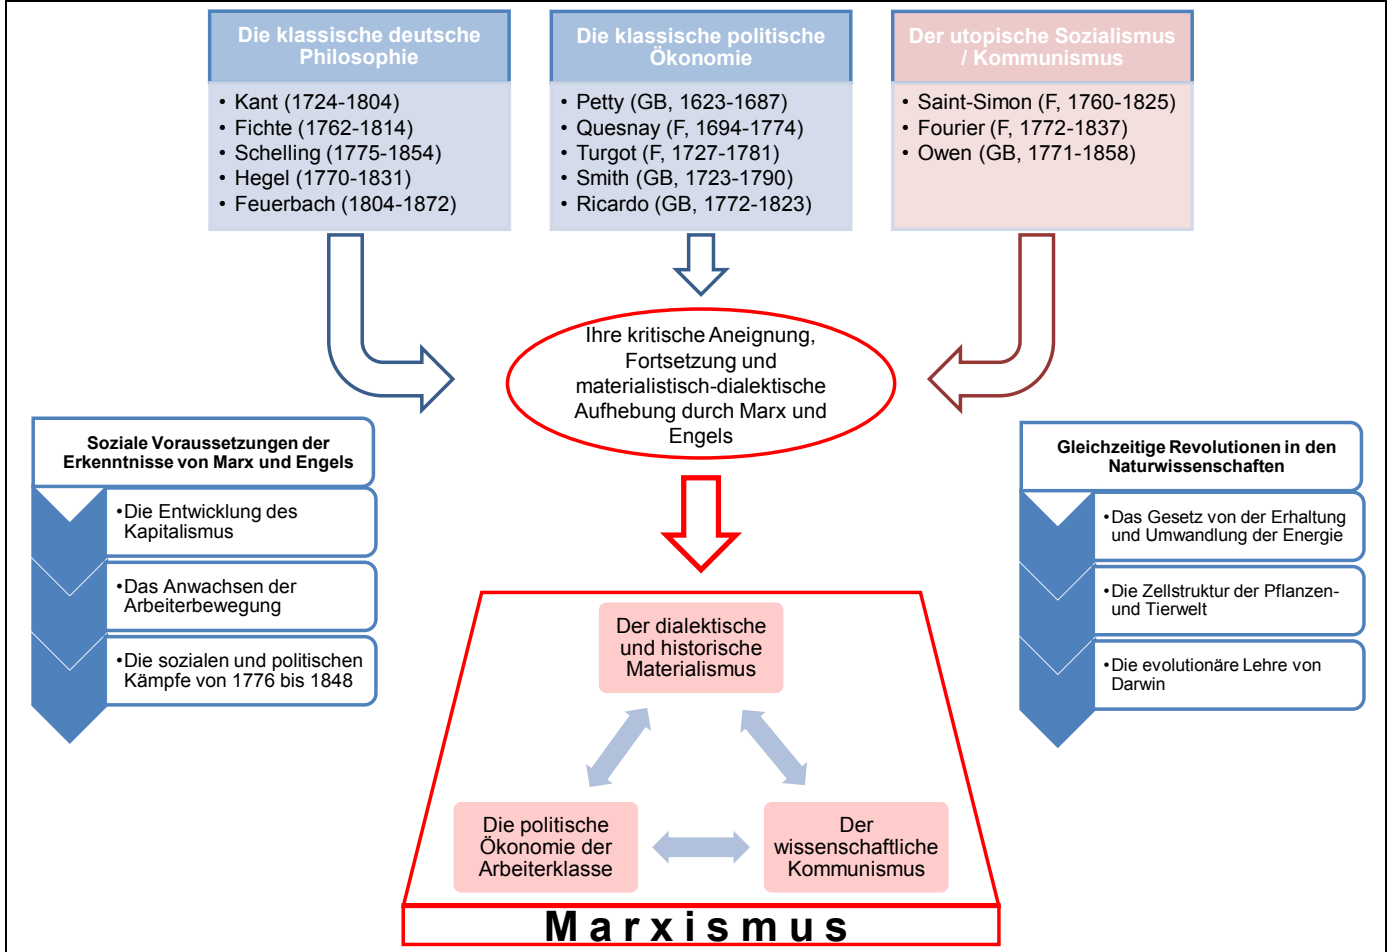 Die klassische deutsche
Philosophie
• Kant (1724-1804)
• Fichte (1762-1814)
• Schelling (1775-1854)
• Hegel (1770-1831)
• Feuerbach (1804-1872)
Die klassische politische
Ökonomie
• Petty (GB, 1623-1687)
• Quesnay (F, 1694-1774)
• Turgot (F, 1727-1781)
• Smith (GB, 1723-1790)
• Ricardo (GB, 1772-1823)
Der utopische Sozialismus
/ Kommunismus
• Saint-Simon (F, 1760-1825)
• Fourier (F, 1772-1837)
• Owen (GB, 1771-1858)
Ihre kritische Aneignung,
Fortsetzung und
materialistisch-dialektische
Aufhebung durch Marx und
Engels
Soziale Voraussetzungen der
Erkenntnisse von Marx und Engels
•Die Entwicklung des
Kapitalismus
•Das Anwachsen der
Arbeiterbewegung
•Die sozialen und politischen
Kämpfe von 1776 bis 1848
Gleichzeitige Revolutionen in den
Naturwissenschaften
•Das Gesetz von der Erhaltung
und Umwandlung der Energie
•Die Zellstruktur der Pflanzen-
und Tierwelt
•Die evolutionäre Lehre von
Darwin
Der dialektische
und historische
Materialismus
Die politische
Ökonomie der
Arbeiterklasse
Der
wissenschaftliche
Kommunismus
Marxismus